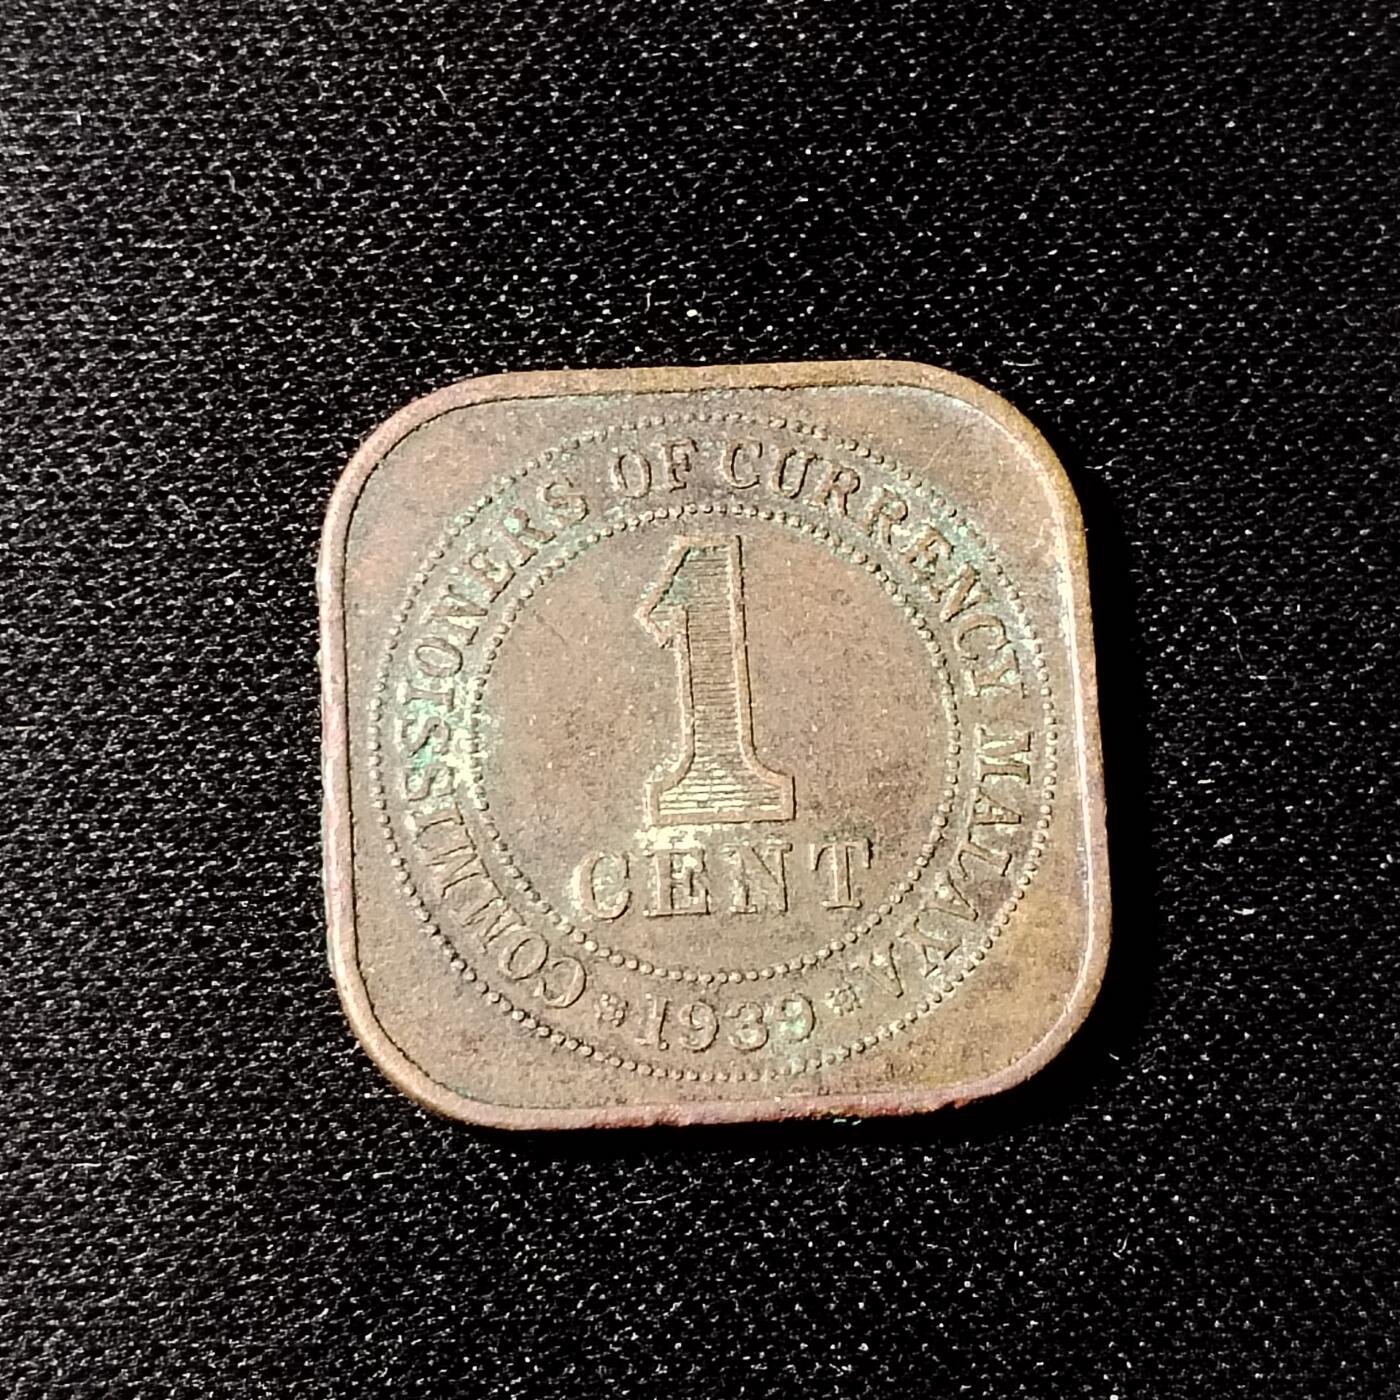 COMMISSIONERS OF CURRENCY MALAYA
1
CENT
* 1939 *